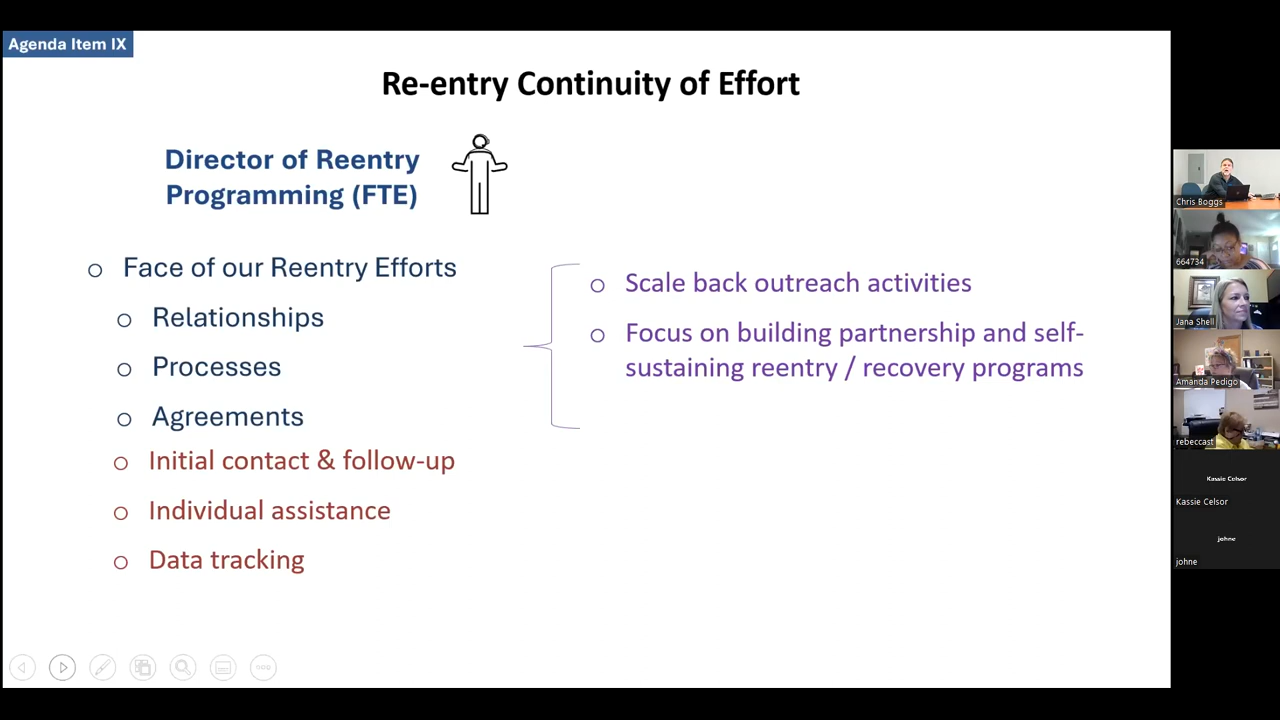 Agenda Item IX
Re-entry Continuity of Effort
Director of Reentry
Programming (FTE)
o Face of our Reentry Efforts
o Relationships
o Processes
o Agreements
o Initial contact & follow-up
o Individual assistance
o Data tracking
o Scale back outreach activities
o Focus on building partnership and self-
sustaining reentry / recovery programs
Chris Boggs
664734
Jana Shell
Amanda Pedigo
rebeccast
Kassie Celsor
Kassie Celsor
johne
johne